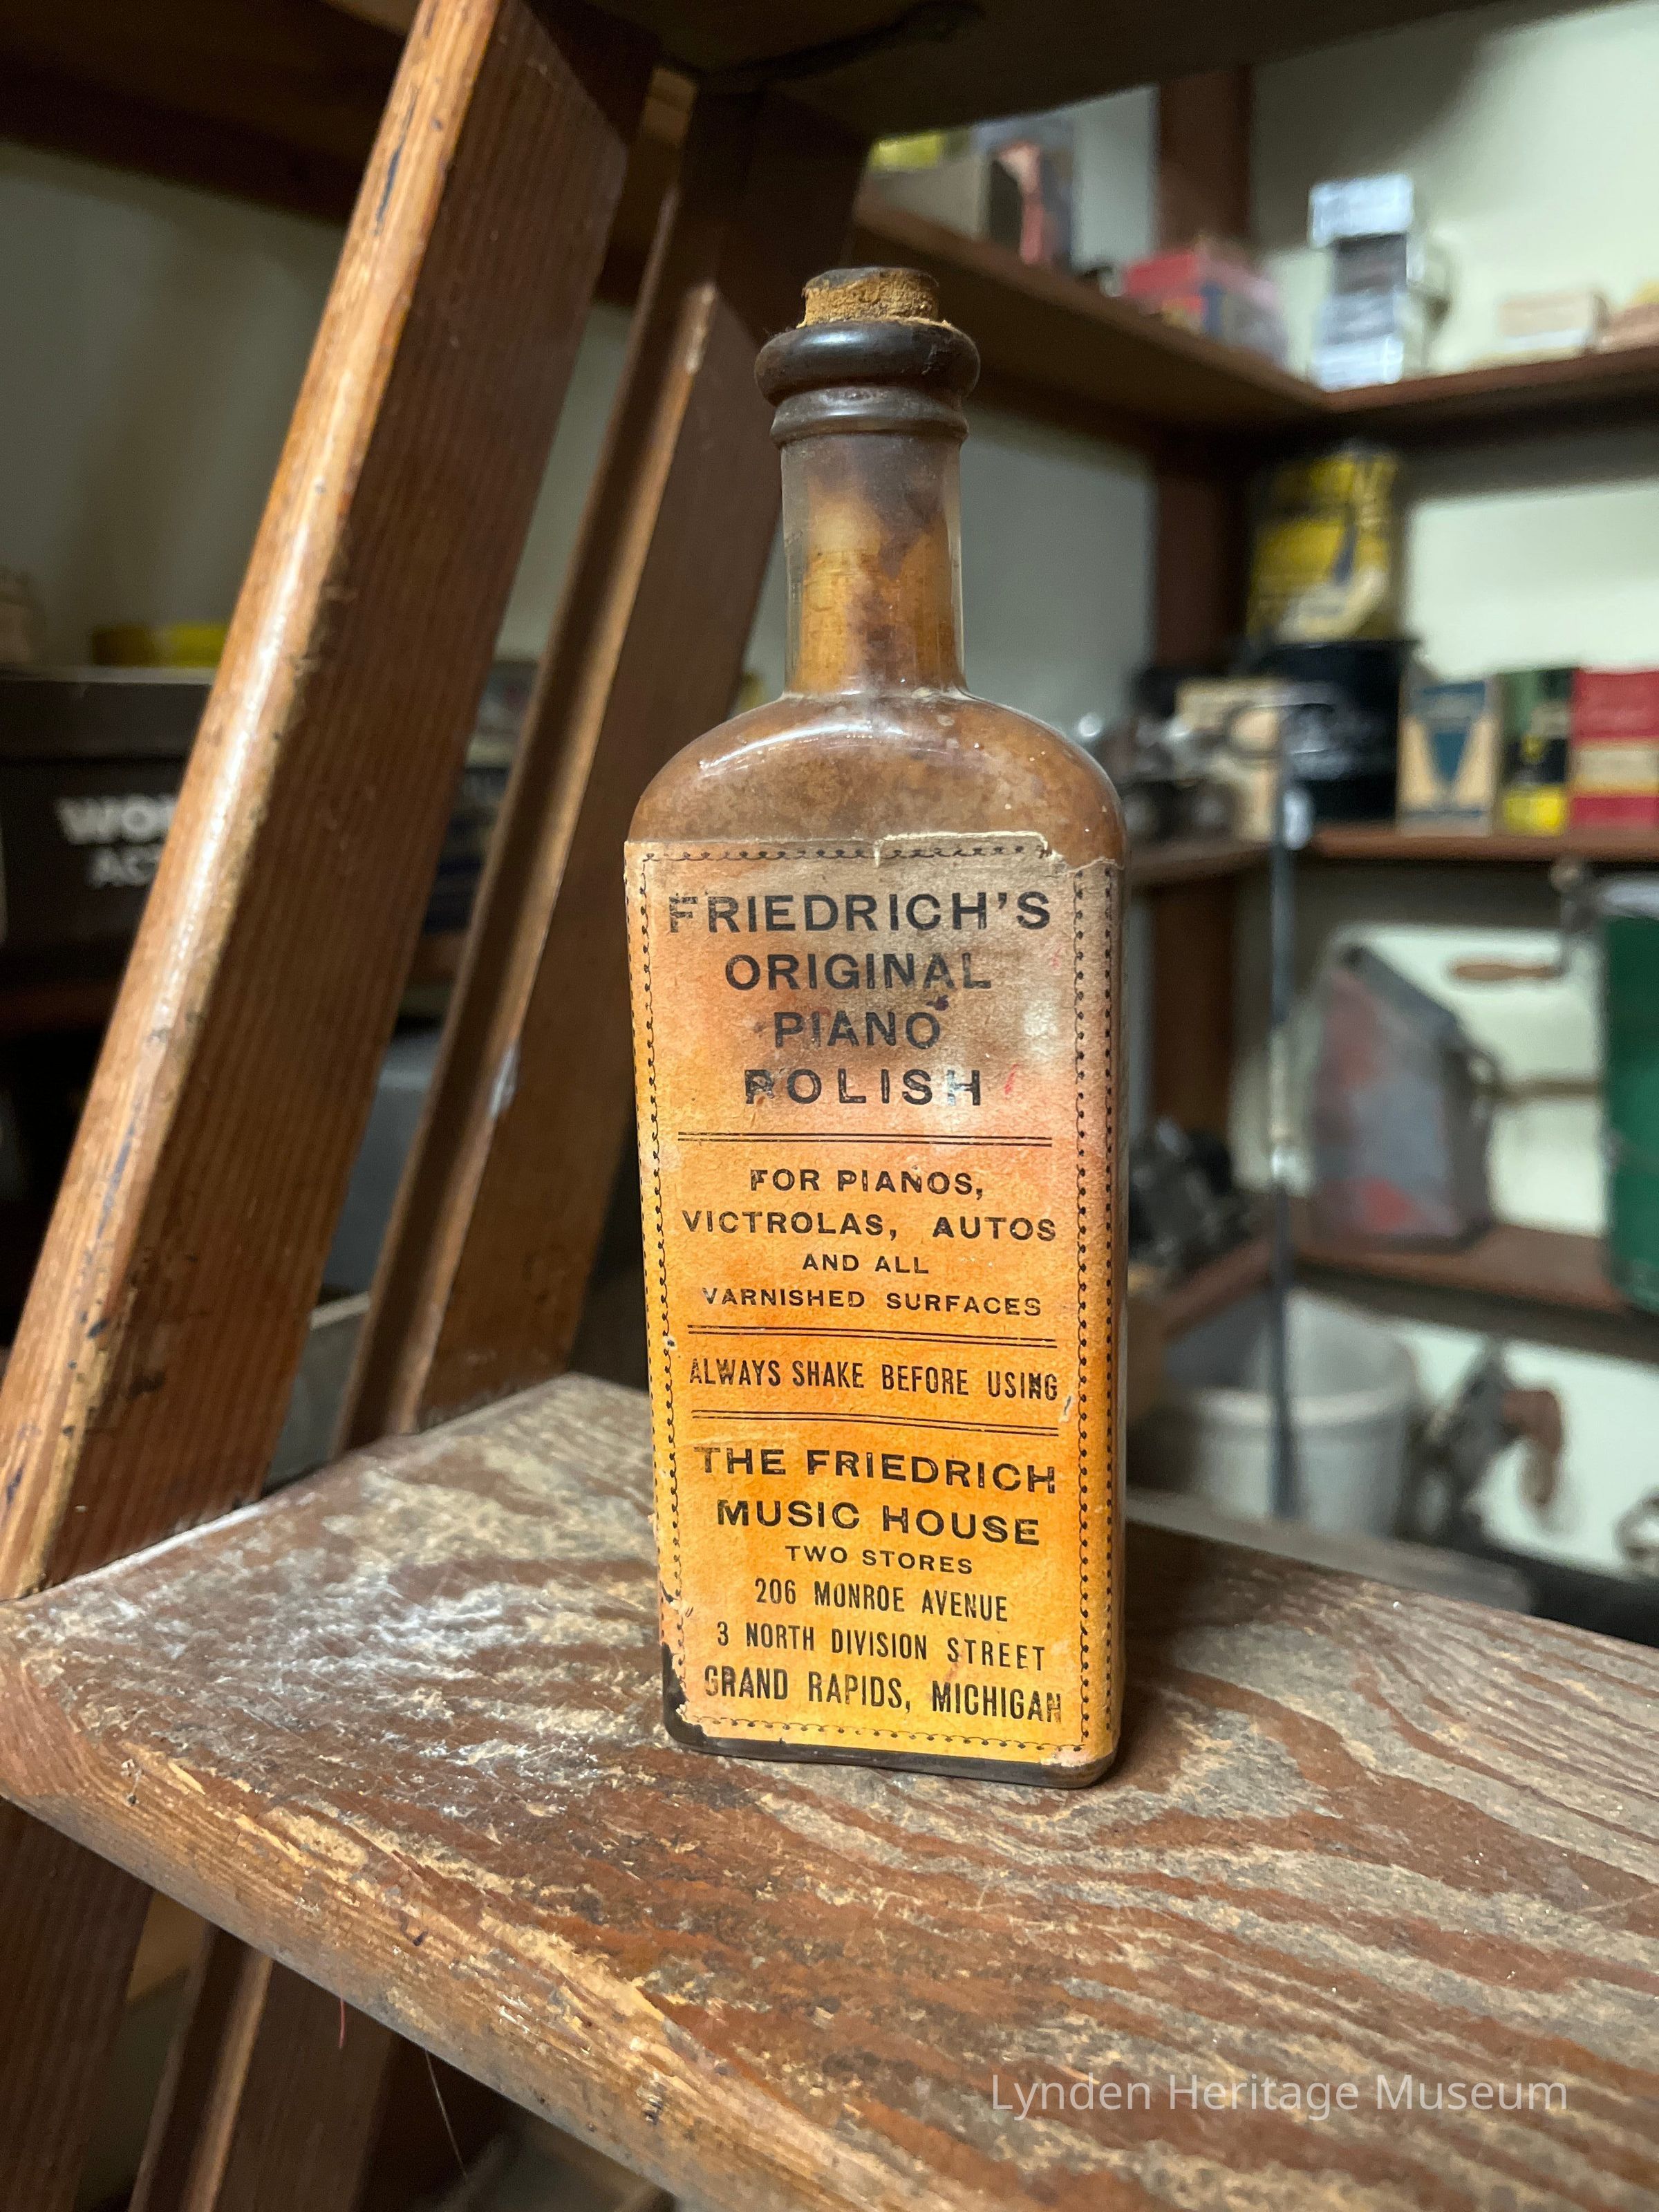 FRIEDRICH'S
ORIGINAL
PIANO
POLISH
FOR PIANOS,
VICTROLAS, AUTOS
AND ALL
VARNISHED SURFACES
ALWAYS SHAKE BEFORE USING
THE FRIEDRICH
MUSIC HOUSE
TWO STORES
206 MONROE AVENUE
3 NORTH DIVISION STREET
GRAND RAPIDS, MICHIGAN
Lynden Heritage Museum